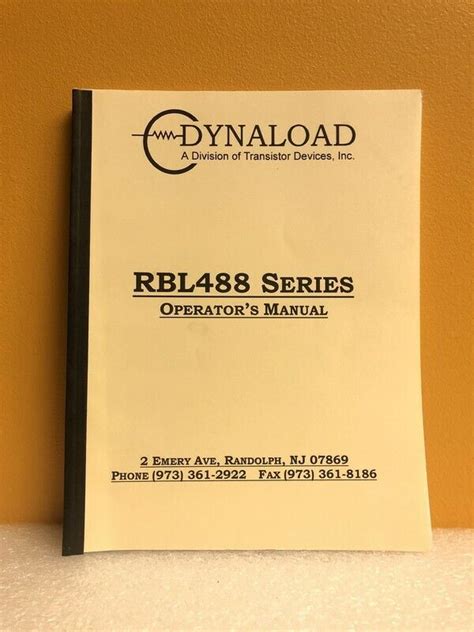 DYNALOAD
A Division of Transistor Devices, Inc.
RBL488 SERIES
OPERATOR'S MANUAL
2 EMERY AVE, RANDOLPH, NJ 07869
PHONE (973) 361-2922 FAX (973) 361-8186